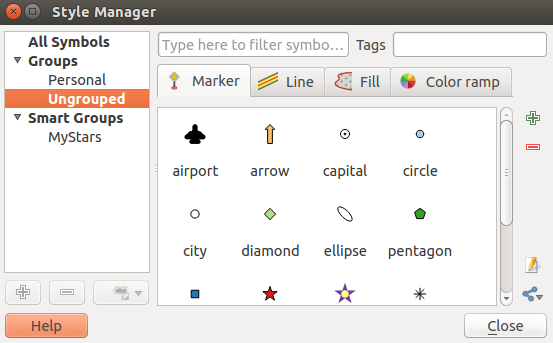 Style Manager
All Symbols
Groups
Personal
Ungrouped
Smart Groups
MyStars
Type here to filter symbo... Tags
Marker Line Fill Color ramp
airport arrow capital circle
city diamond ellipse pentagon
Help Close